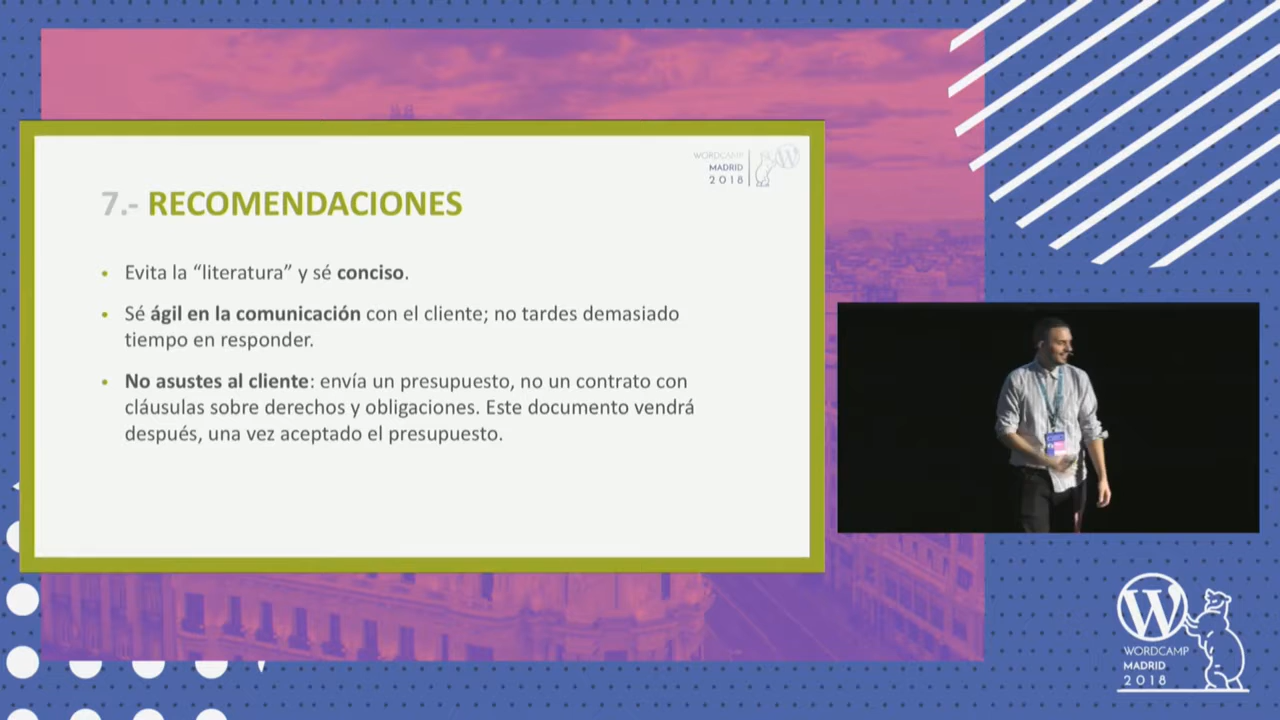 WORDCAMP
MADRID
2018
7.- RECOMENDACIONES
• Evita la “literatura” y sé conciso.
• Sé ágil en la comunicación con el cliente; no tardes demasiado
tiempo en responder.
• No asustes al cliente: envía un presupuesto, no un contrato con
cláusulas sobre derechos y obligaciones. Este documento vendrá
después, una vez aceptado el presupuesto.
WORDCAMP
MADRID
2018